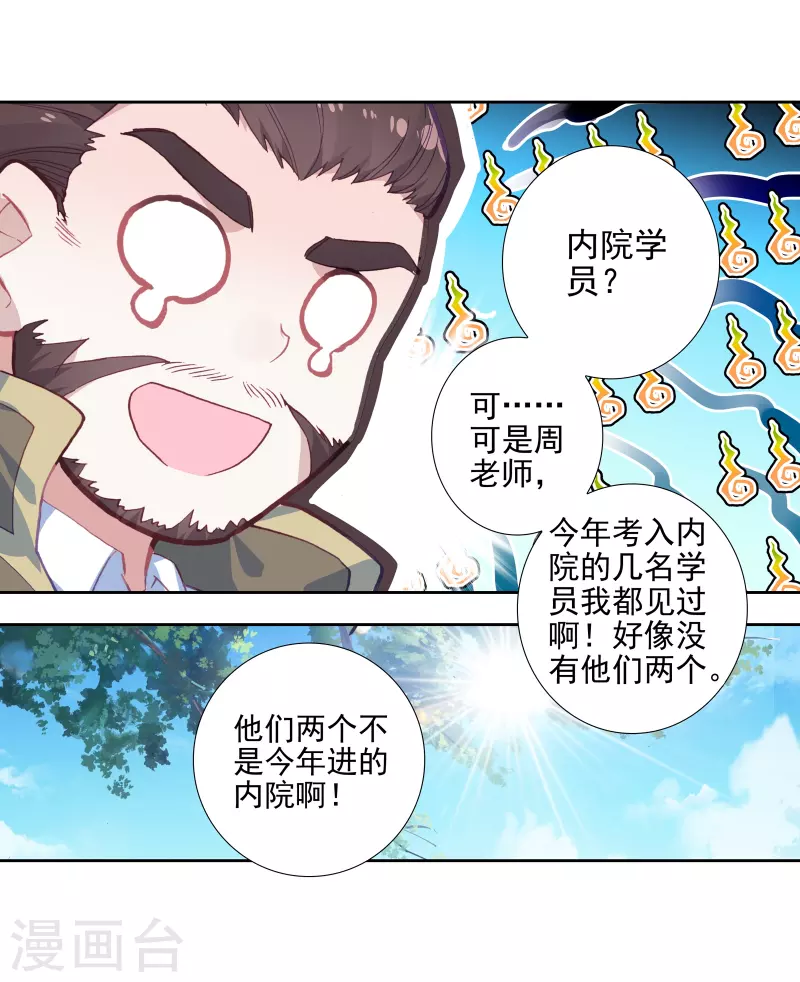 内院学
员？
可……
可是周
老师，
今年考入内
院的几名学
员我都见过
啊！好像没
有他们两个。
他们两个不
是今年进的
内院啊！
漫画台